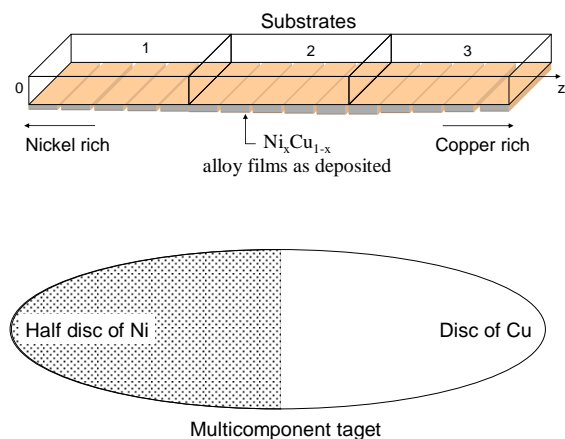 Substrates
1 2 3
0 z
Nickel rich Copper rich
NixCu1-x
alloy films as deposited
Half disc of Ni Disc of Cu
Multicomponent taget